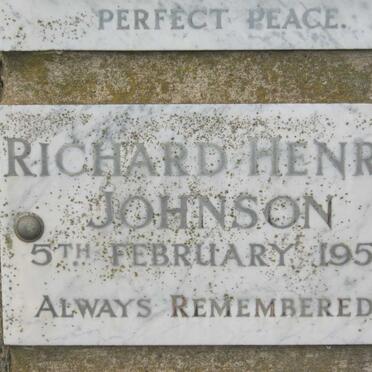 PERFECT PEACE.
RICHARD HENR
JOHNSON
5TH FEBRUARY 195
ALWAYS REMEMBERED